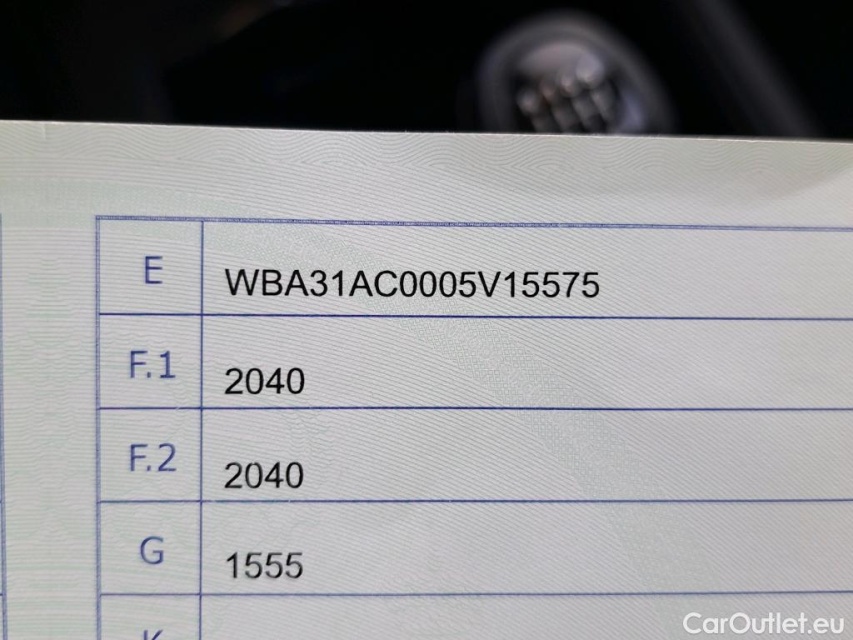 E WBA31AC0005V15575
F.1 2040
F.2 2040
G 1555
CarOutlet.eu